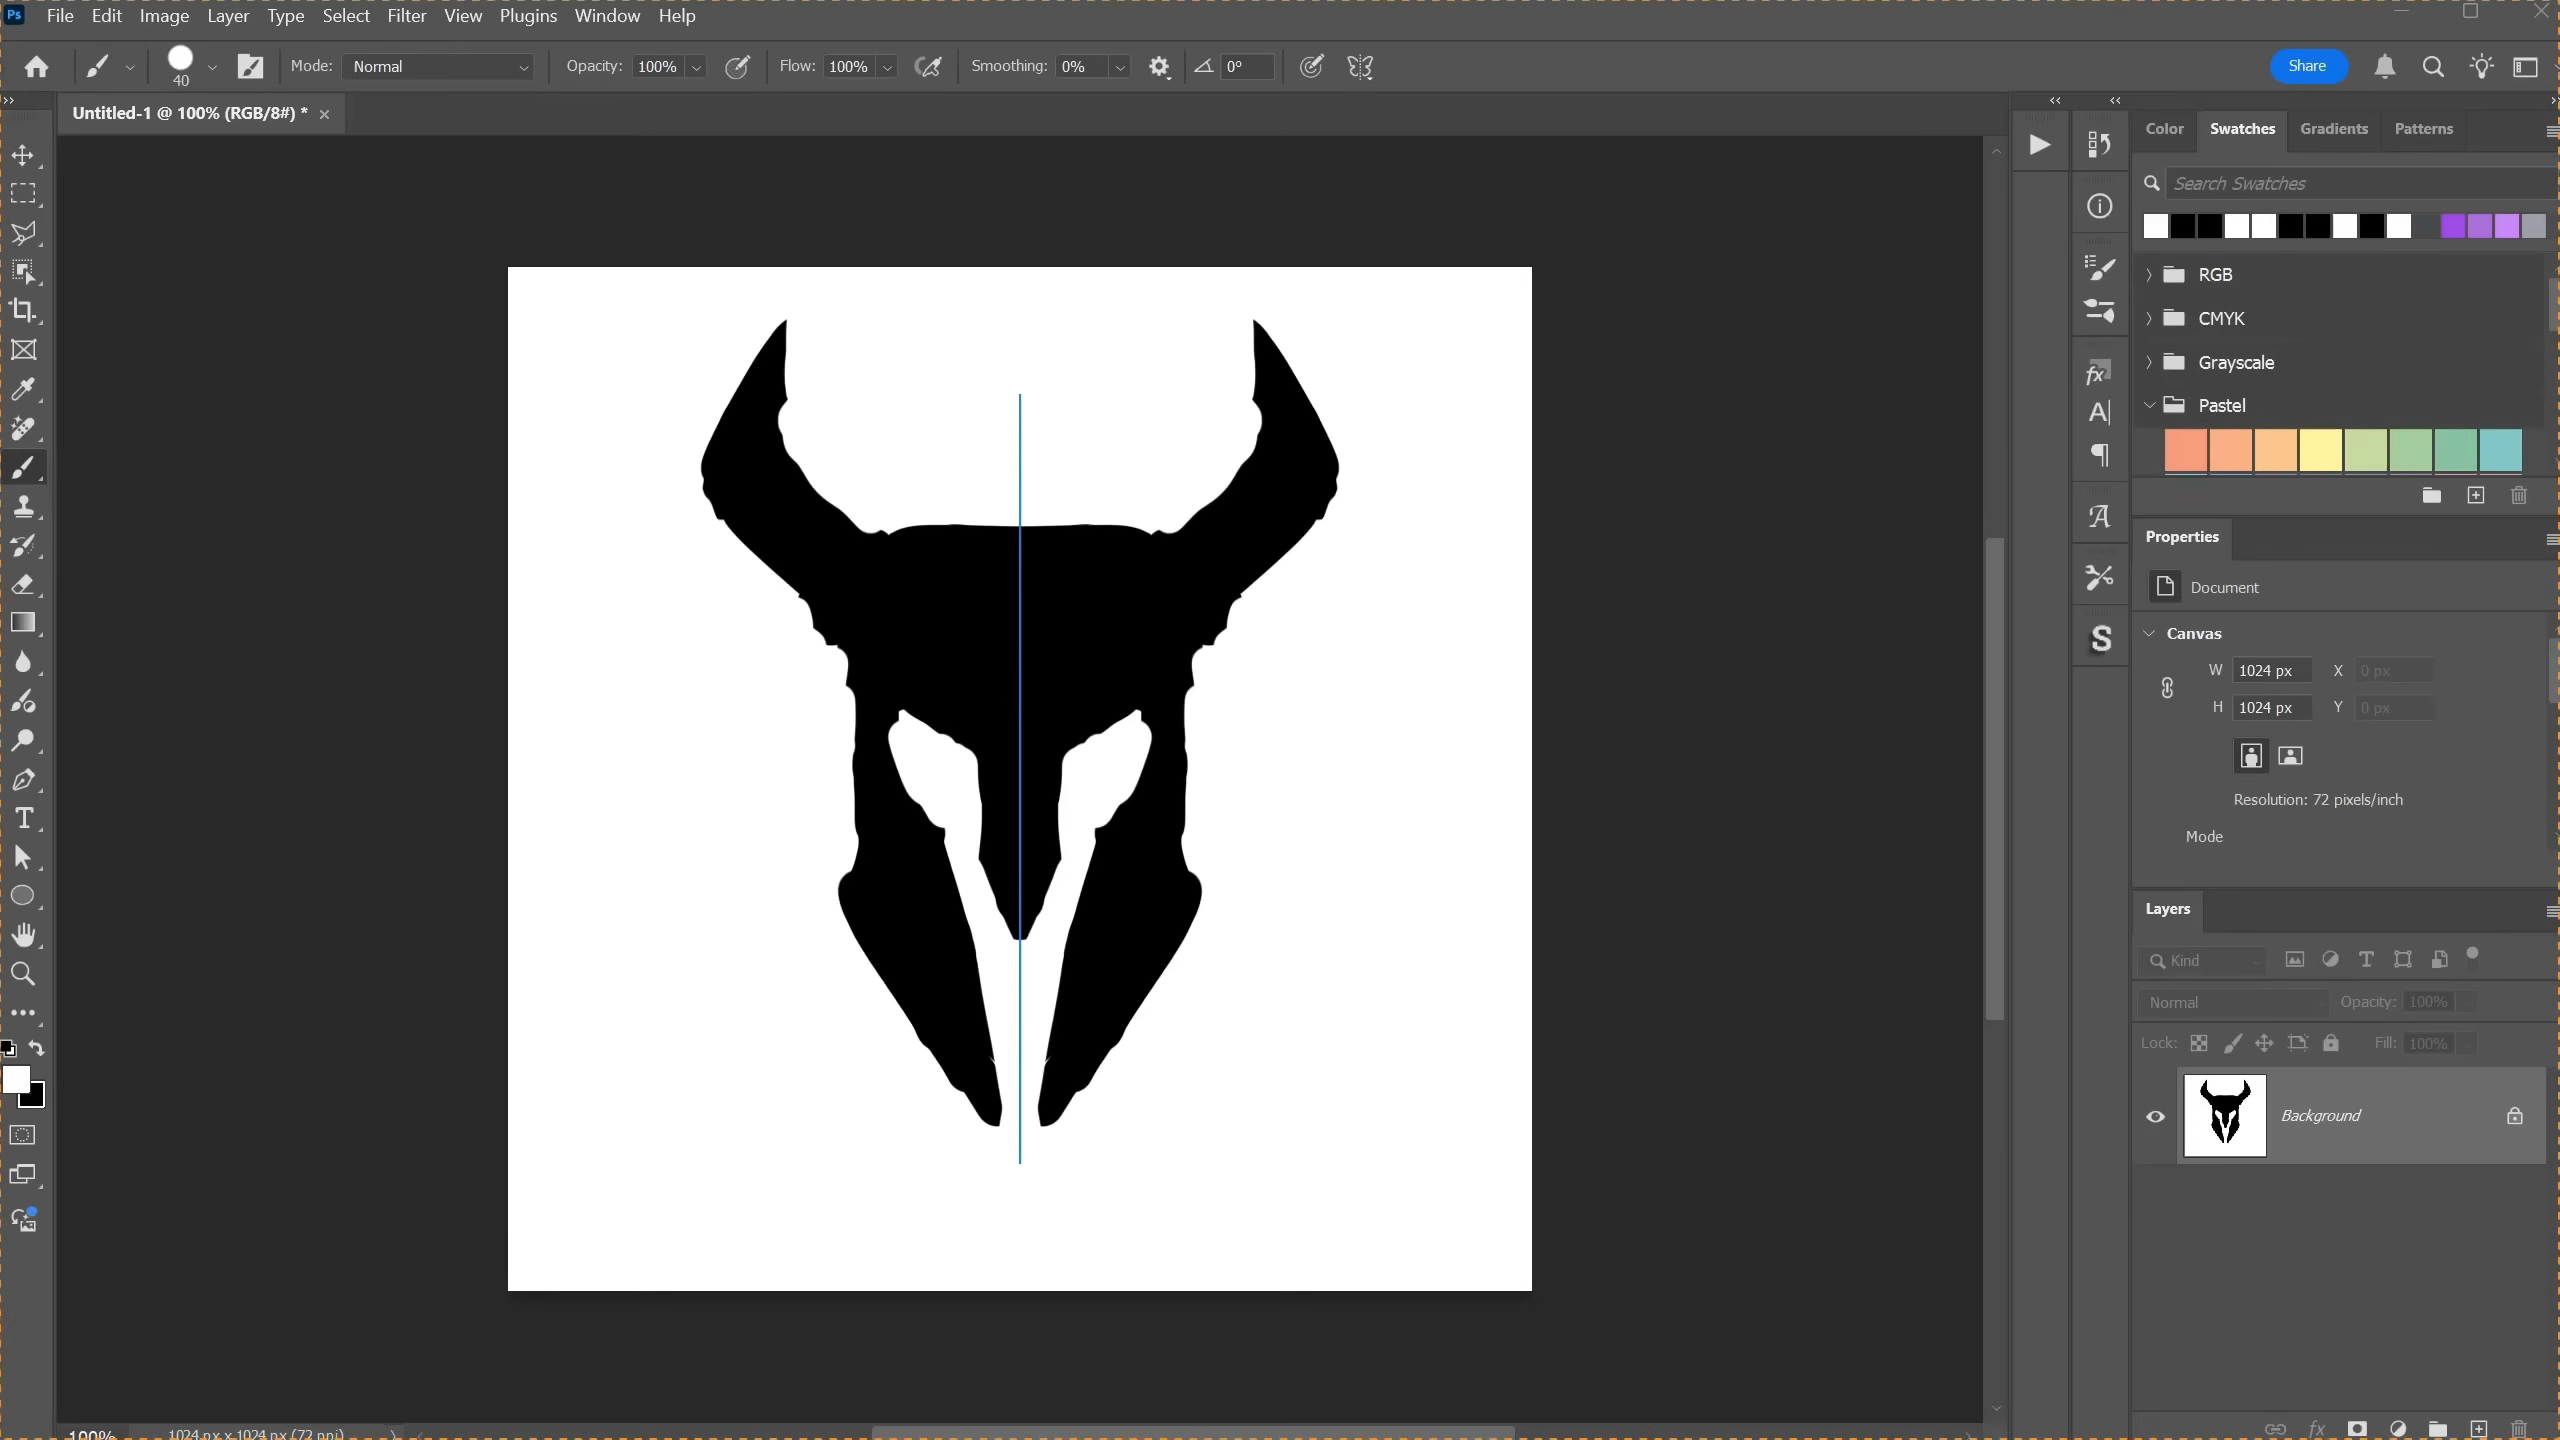 Ps File Edit Image Layer Type Select Filter View Plugins Window Help
40 Mode: Normal Opacity: 100% Flow: 100% Smoothing: 0% 0° Share
Untitled-1 @ 100% (RGB/8#) * ×
Color Swatches Gradients Patterns
Search Swatches
RGB
CMYK
Grayscale
Pastel
Properties
Document
Canvas
W 1024 px X 0 px
H 1024 px Y 0 px
Resolution: 72 pixels/inch
Mode
Layers
Kind
Normal Opacity: 100%
Lock: Fill: 100%
Background
100% 1024 px x 1024 px (72 ppi)